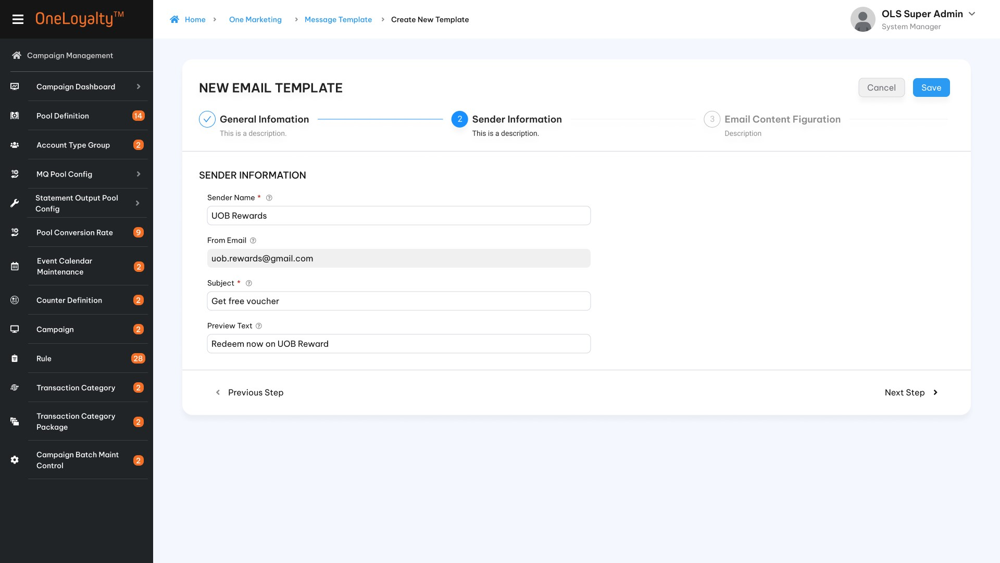 OneLoyalty™
Home
One Marketing
Message Template
Create New Template
OLS Super Admin
System Manager
Campaign Management
Campaign Dashboard
Pool Definition
14
Account Type Group
2
MQ Pool Config
Statement Output Pool
Config
Pool Conversion Rate
9
Event Calendar
Maintenance
2
Counter Definition
2
Campaign
2
Rule
28
Transaction Category
2
Transaction Category
Package
2
Campaign Batch Maint
Control
2
NEW EMAIL TEMPLATE
Cancel
Save
General Infomation
This is a description.
2
Sender Information
This is a description.
3
Email Content Figuration
Description
SENDER INFORMATION
Sender Name *
UOB Rewards
From Email
uob.rewards@gmail.com
Subject *
Get free voucher
Preview Text
Redeem now on UOB Reward
Previous Step
Next Step